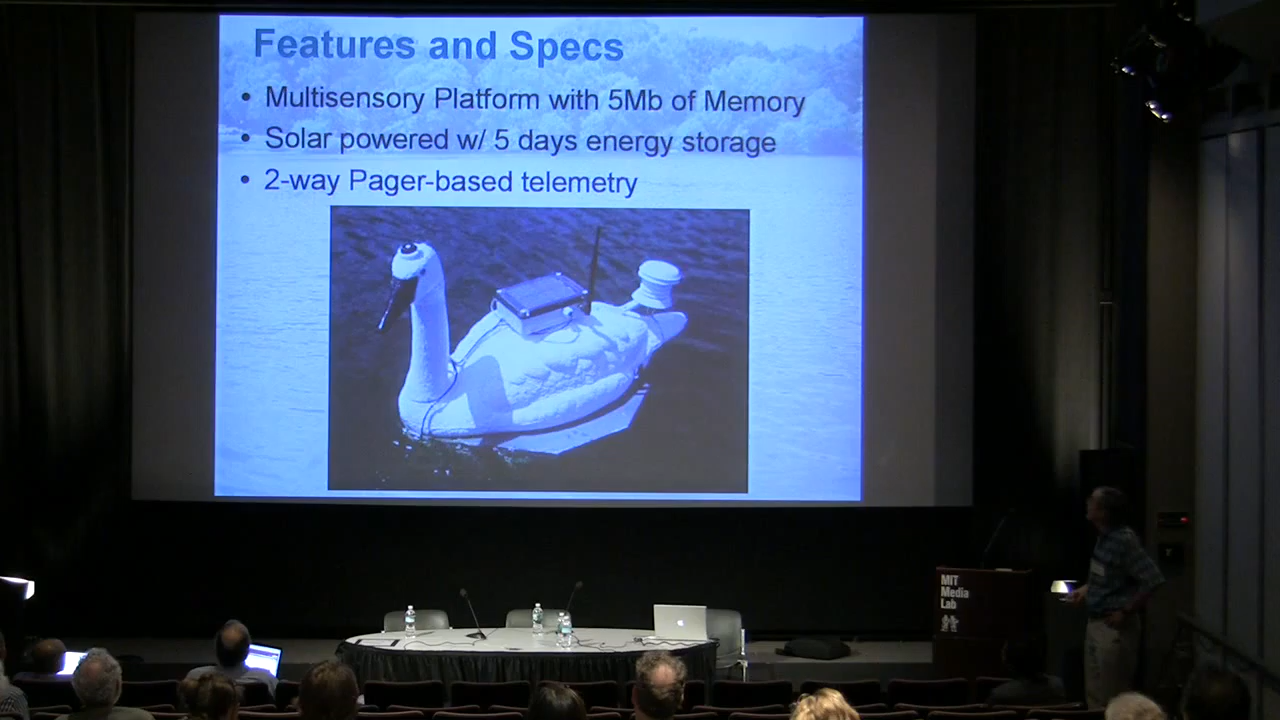 Features and Specs
• Multisensory Platform with 5Mb of Memory
• Solar powered w/ 5 days energy storage
• 2-way Pager-based telemetry
MIT
Media
Lab